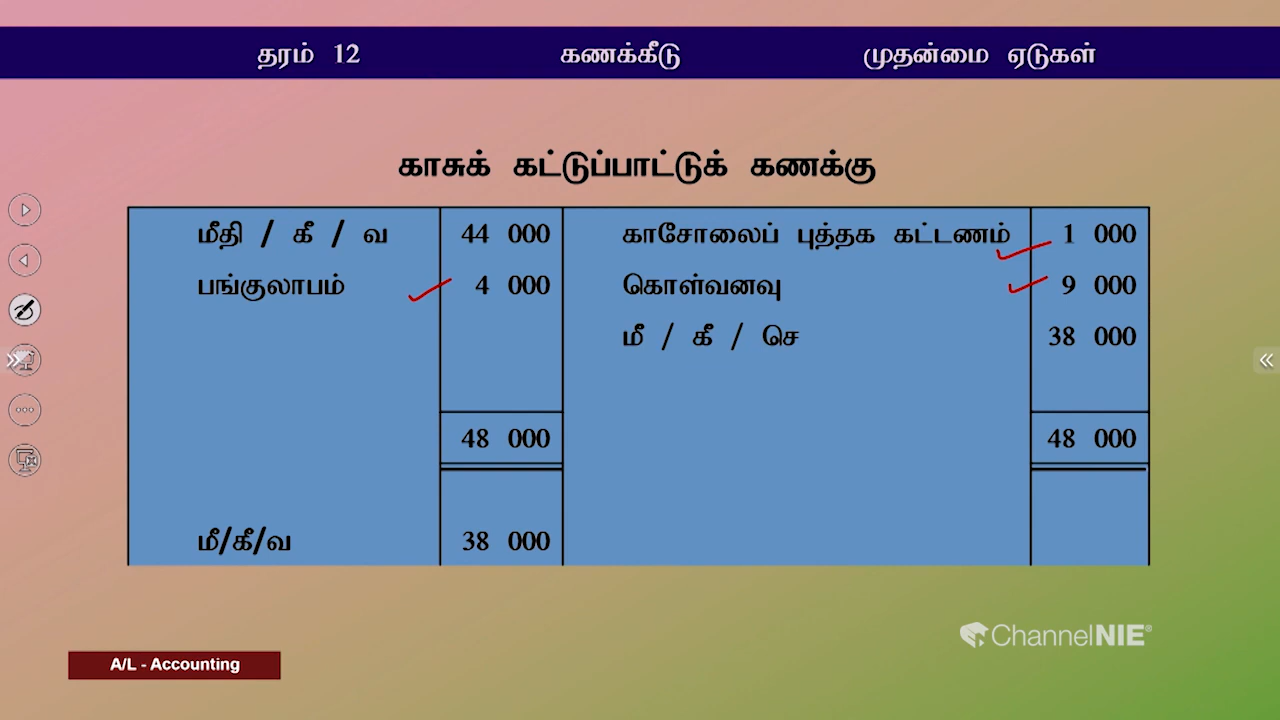 தரம் 12 கணக்கீடு முதன்மை ஏடுகள்
காசுக் கட்டுப்பாட்டுக் கணக்கு
மீதி / கீ / வ 44 000 காசோலைப் புத்தக கட்டணம் 1 000
பங்குலாபம் 4 000 கொள்வனவு 9 000
மீ / கீ / செ 38 000
48 000 48 000
மீ/கீ/வ 38 000
ChannelNIE®
A/L - Accounting